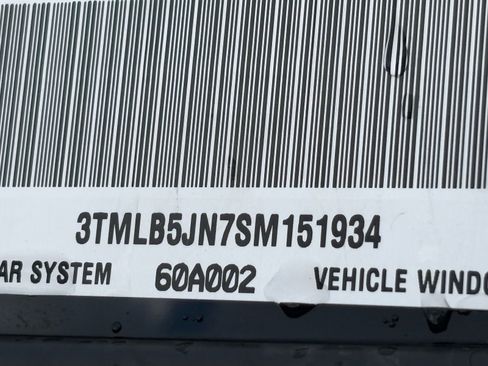 3TMLB5JN7SM151934
AR SYSTEM 60A002 VEHICLE WINDO